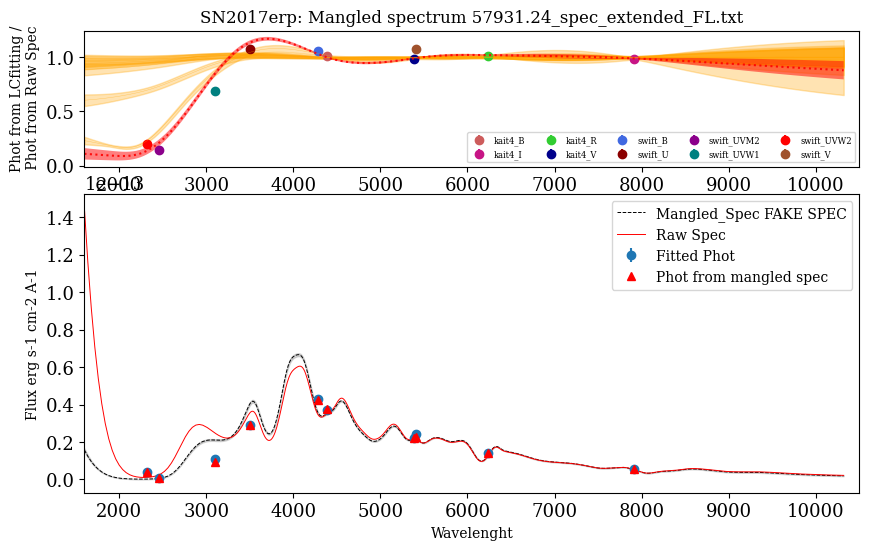 SN2017erp: Mangled spectrum 57931.24_spec_extended_FL.txt
Phot from LCfitting /
Phot from Raw Spec
1.0
0.5
0.0
kait4_B kait4_R swift_B swift_UVM2 swift_UVW2
kait4_I kait4_V swift_U swift_UVW1 swift_V
2000 3000 4000 5000 6000 7000 8000 9000 10000
1e−13
Flux erg s-1 cm-2 A-1
1.4
1.2
1.0
0.8
0.6
0.4
0.2
0.0
Mangled_Spec FAKE SPEC
Raw Spec
Fitted Phot
Phot from mangled spec
2000 3000 4000 5000 6000 7000 8000 9000 10000
Wavelenght